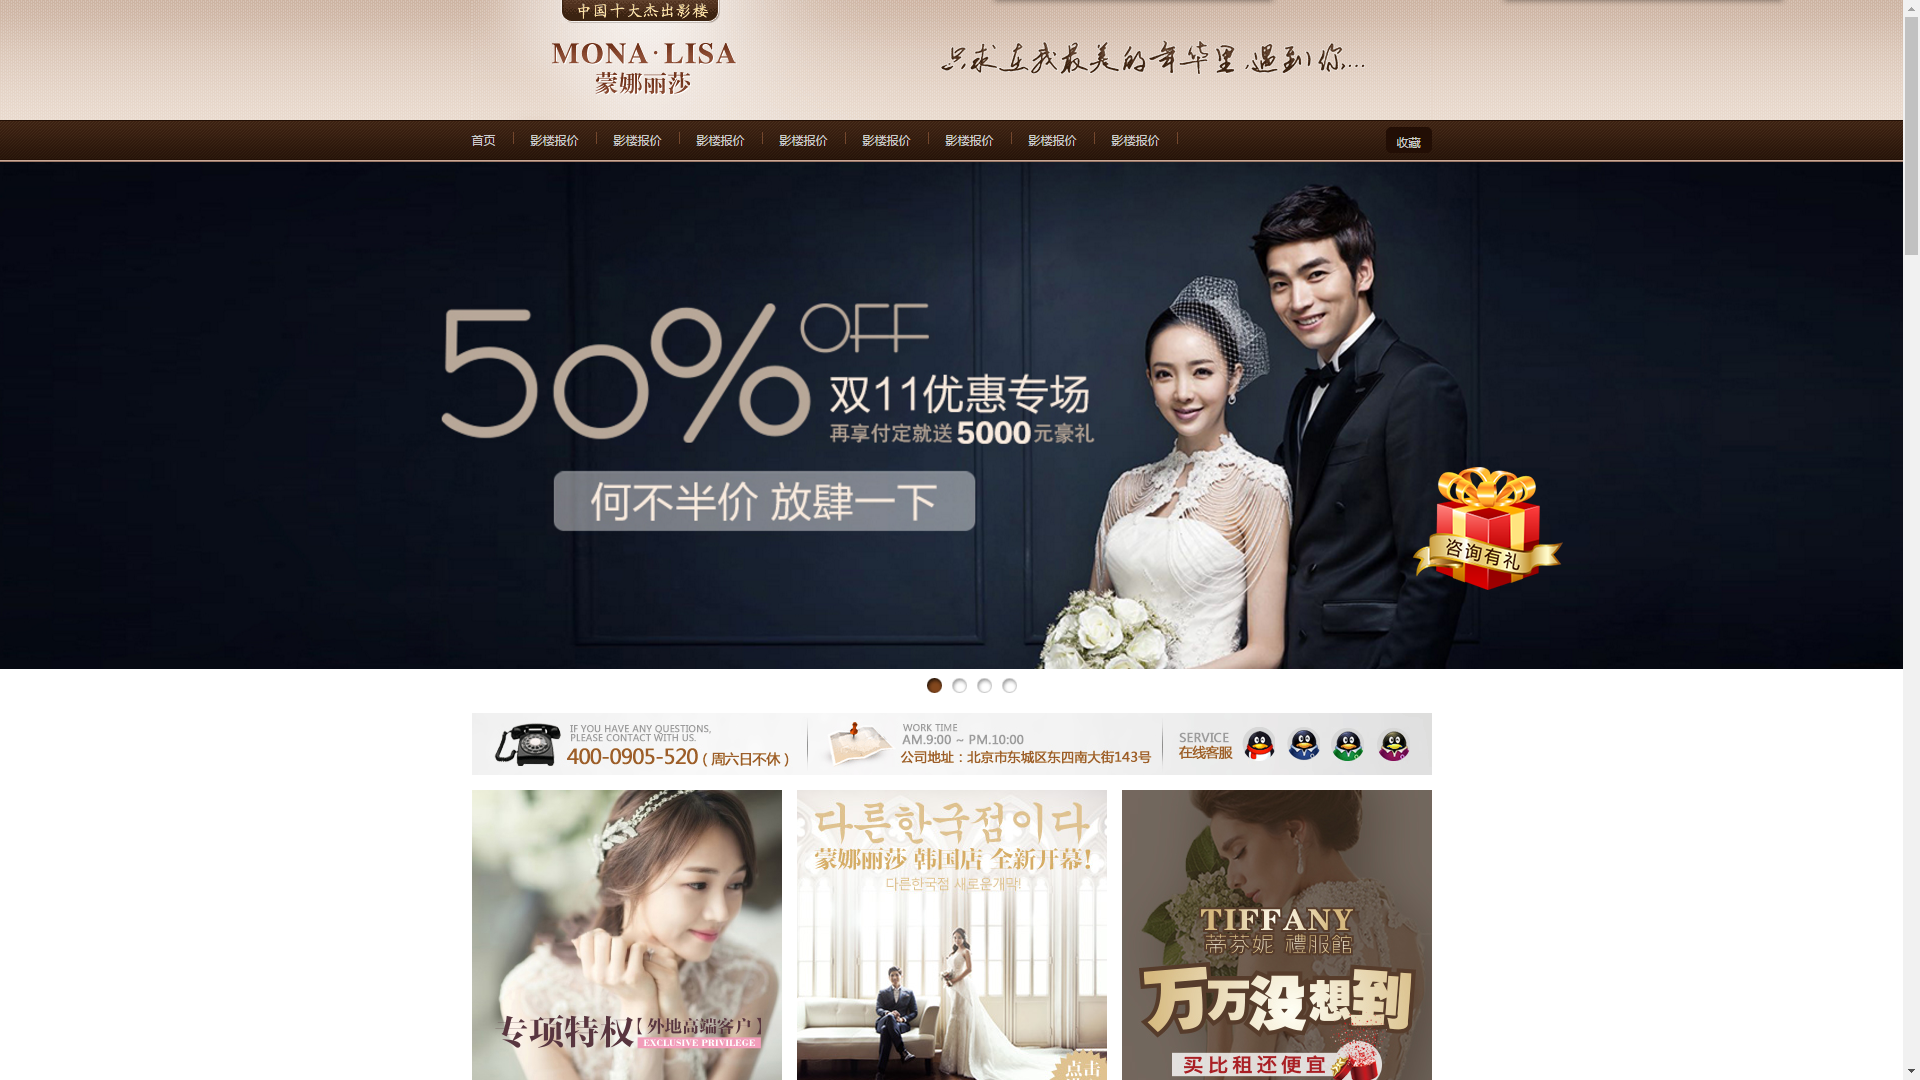 中国十大杰出影楼
MONA·LISA
蒙娜丽莎
只求在我最美的年华里,遇到你...
首页 影楼报价 影楼报价 影楼报价 影楼报价 影楼报价 影楼报价 影楼报价 影楼报价 收藏
50% OFF
双11优惠专场
再享付定就送5000元豪礼
何不半价 放肆一下
咨询有礼
IF YOU HAVE ANY QUESTIONS,
PLEASE CONTACT WITH US.
400-0905-520(周六日不休)
WORK TIME
AM.9:00 ~ PM.10:00
公司地址:北京市东城区东四南大街143号
SERVICE
在线客服
专项特权【外地高端客户】
EXCLUSIVE PRIVILEGE
다른한국점이다
蒙娜丽莎 韩国店 全新开幕!
다른한국점 새로운개막!
点击
TIFFANY
蒂芬妮 禮服館
万万没想到
买比租还便宜